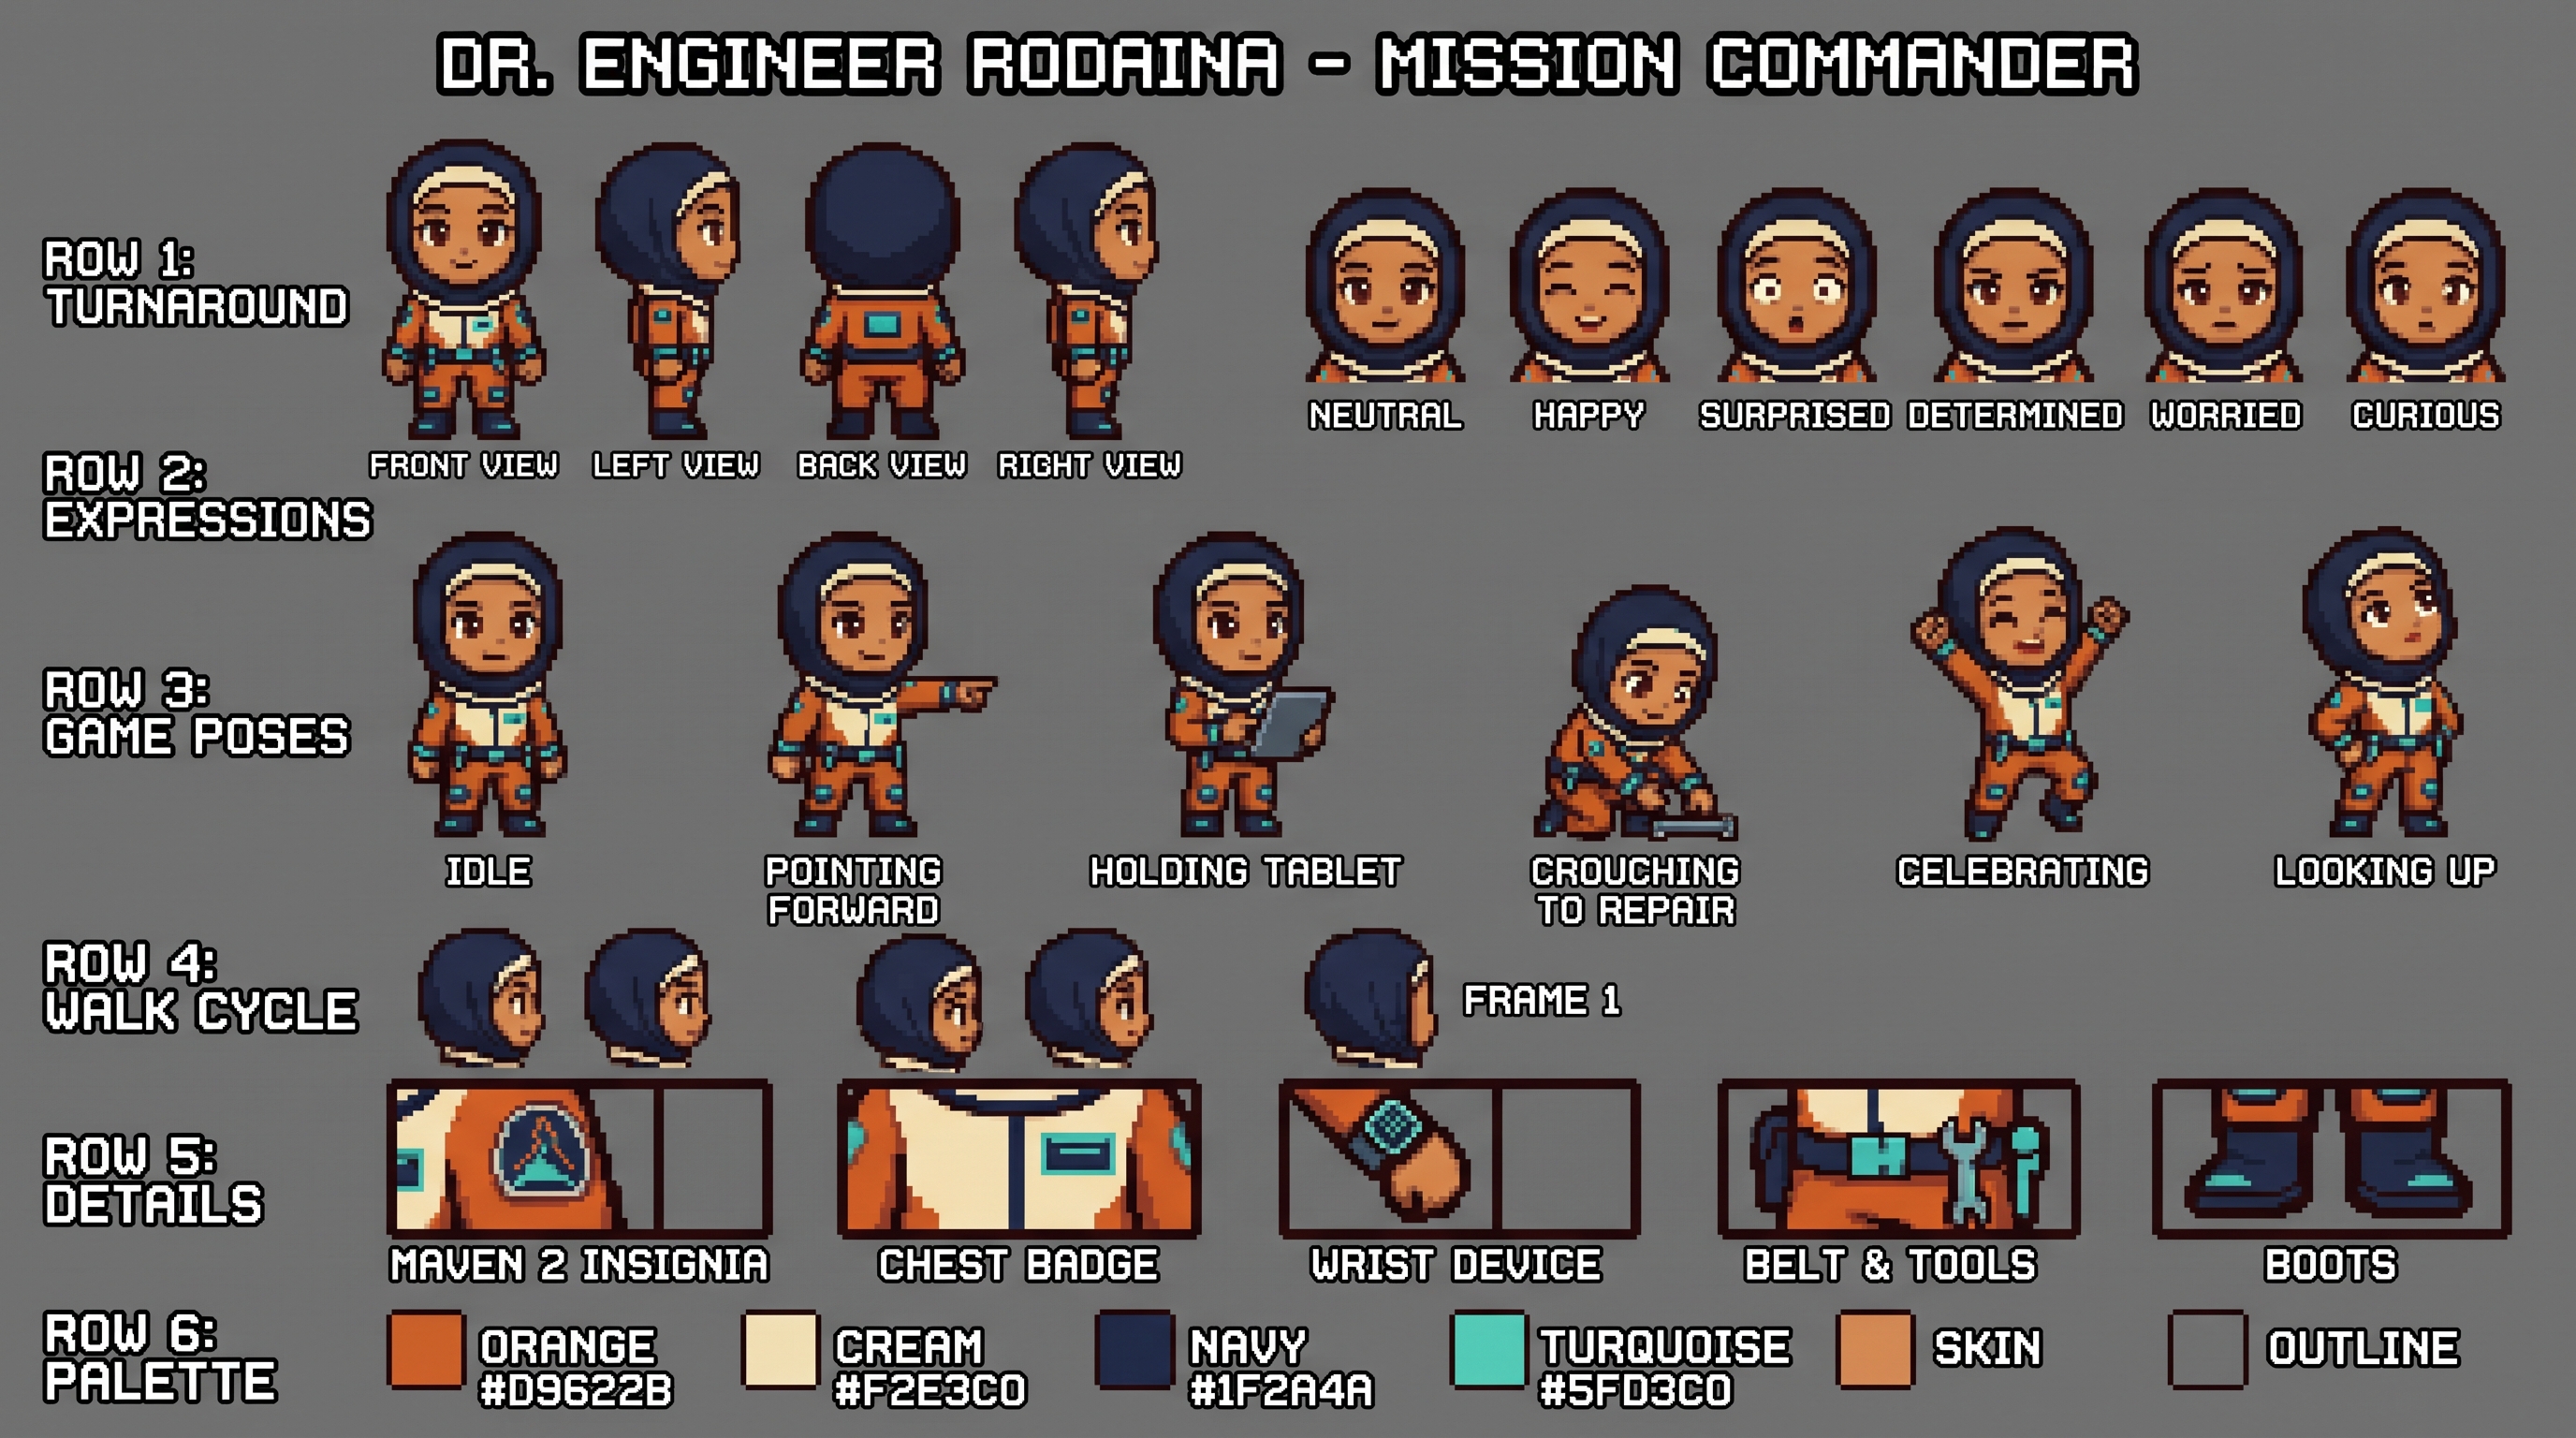 DR. ENGINEER RODAINA - MISSION COMMANDER
ROW 1:
TURNAROUND
FRONT VIEW
LEFT VIEW
BACK VIEW
RIGHT VIEW
NEUTRAL
HAPPY
SURPRISED
DETERMINED
WORRIED
CURIOUS
ROW 2:
EXPRESSIONS
ROW 3:
GAME POSES
IDLE
POINTING
FORWARD
HOLDING TABLET
CROUCHING
TO REPAIR
CELEBRATING
LOOKING UP
ROW 4:
WALK CYCLE
FRAME 1
ROW 5:
DETAILS
MAVEN 2 INSIGNIA
CHEST BADGE
WRIST DEVICE
BELT & TOOLS
BOOTS
ROW 6:
PALETTE
ORANGE
#D9622B
CREAM
#F2E3C0
NAVY
#1F2A4A
TURQUOISE
#5FD3C0
SKIN
OUTLINE